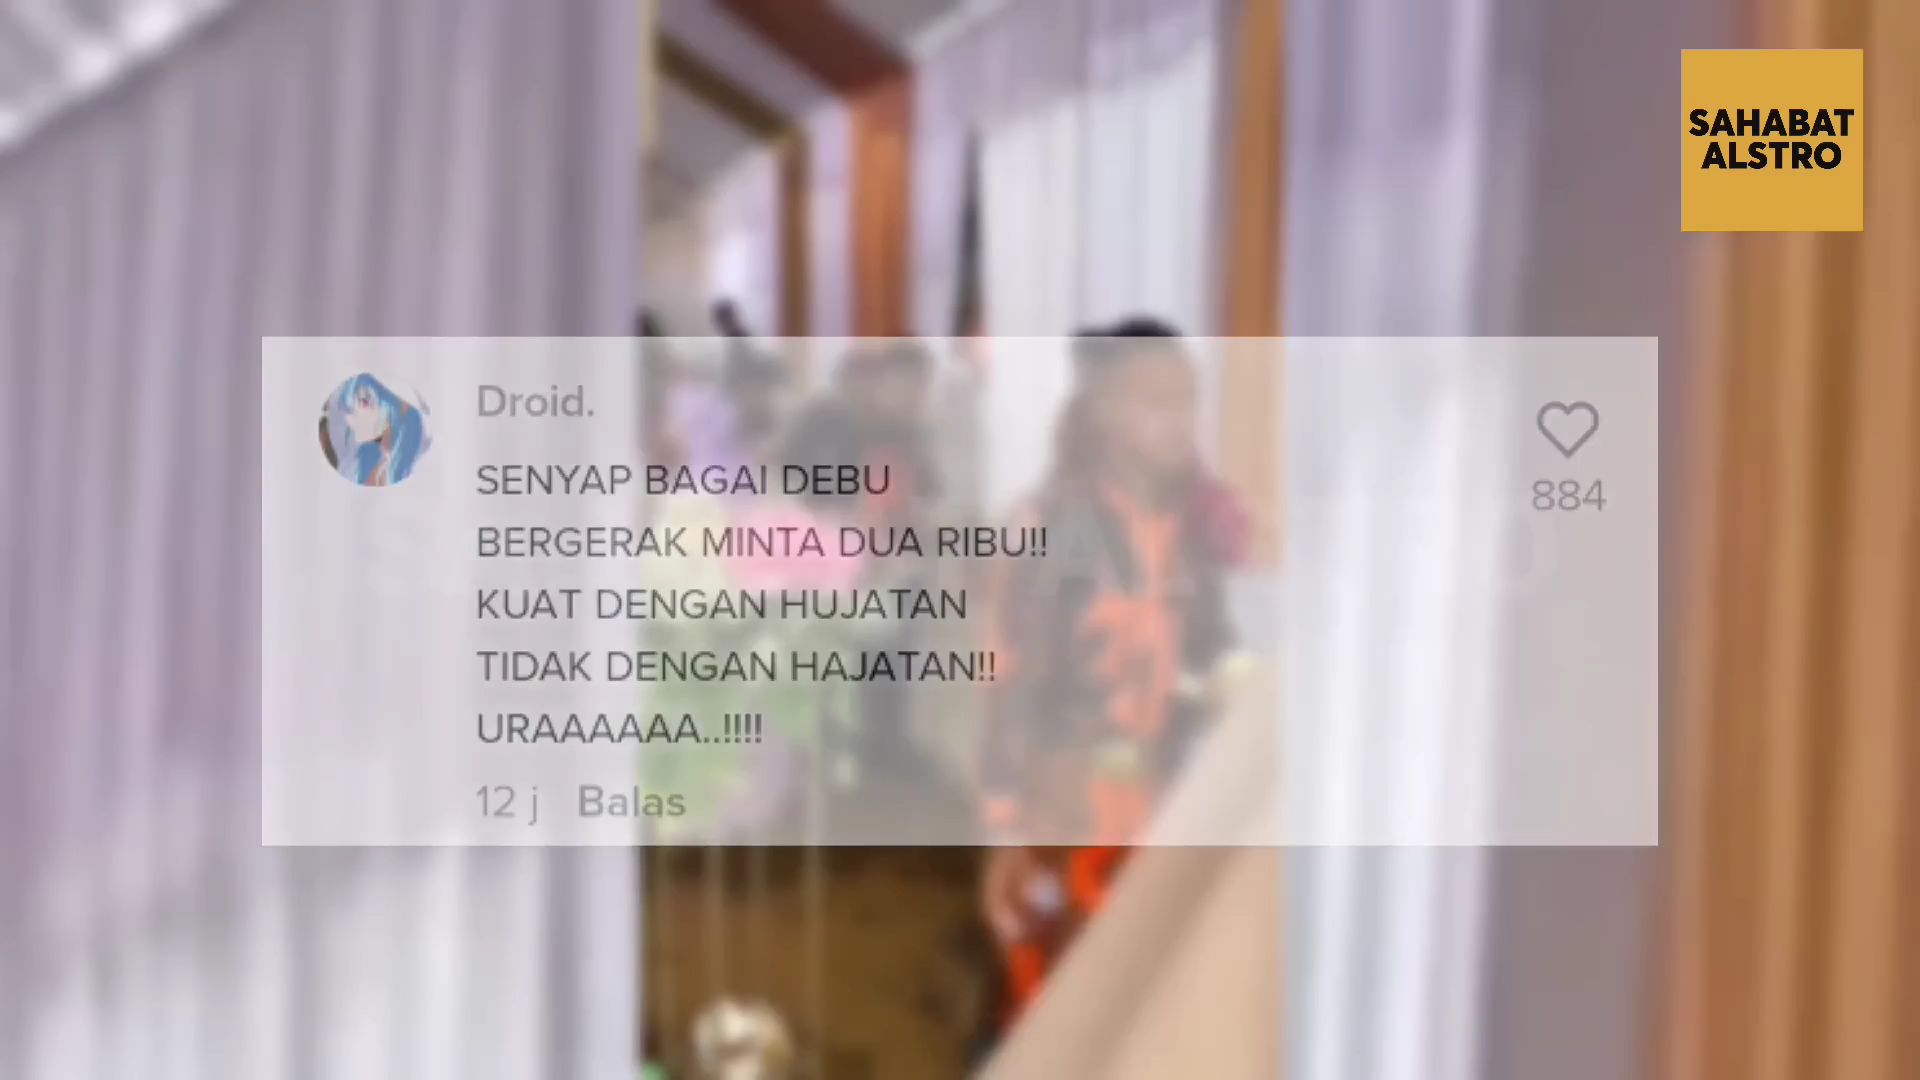 SAHABAT
ALSTRO
Droid.
SENYAP BAGAI DEBU
BERGERAK MINTA DUA RIBU!!
KUAT DENGAN HUJATAN
TIDAK DENGAN HAJATAN!!
URAAAAAA..!!!!
12 j Balas
884